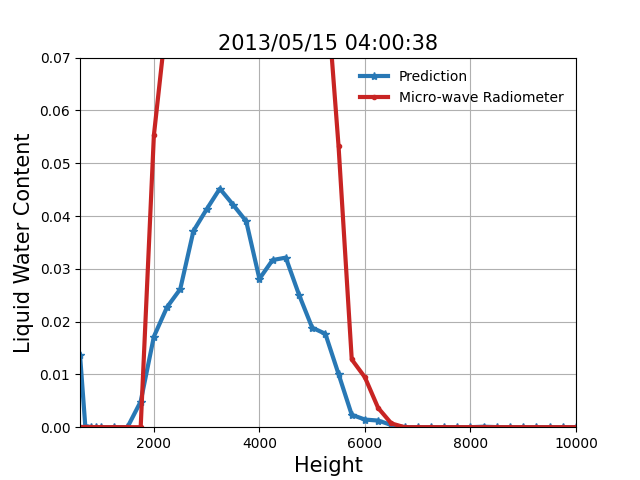 2013/05/15 04:00:38
Prediction
Micro-wave Radiometer
Liquid Water Content
0.07
0.06
0.05
0.04
0.03
0.02
0.01
0.00
2000 4000 6000 8000 10000
Height